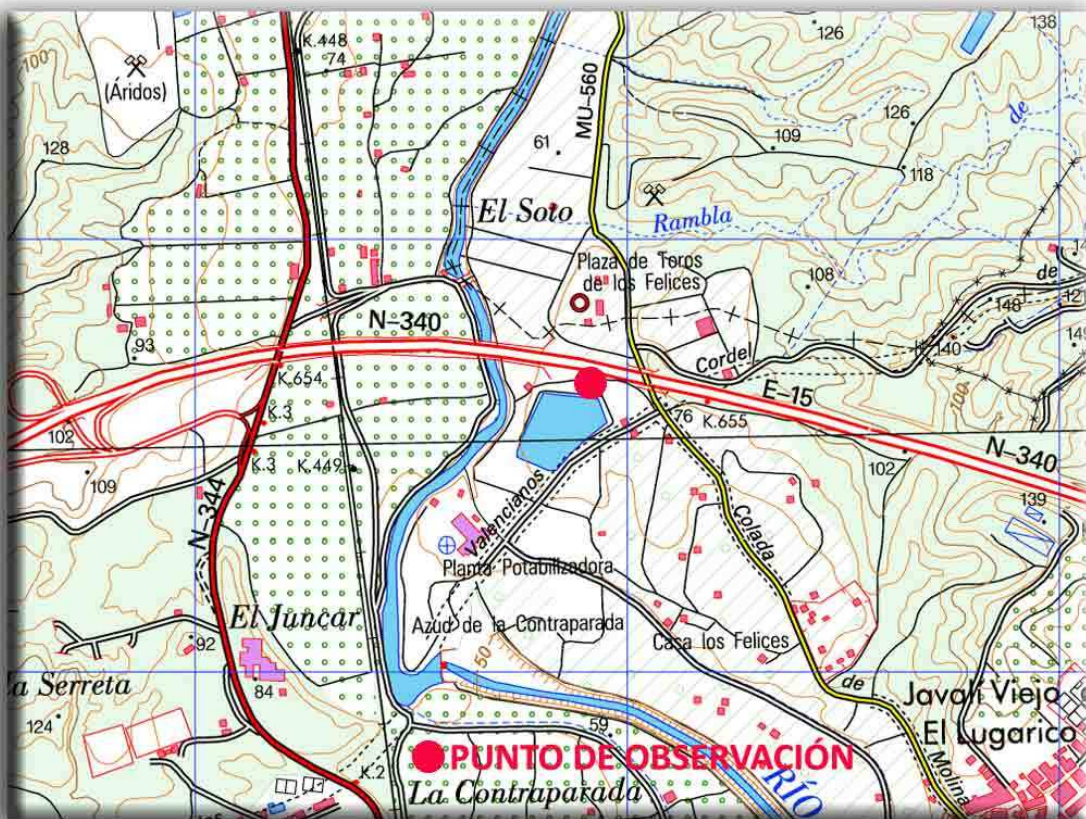 138
100
K.448
74
(Áridos)
126
MU-560
61
109
126
de
128
118
El Soto
Rambla
Plaza de Toros
de los Felices
108
de
148
N-340
93
140
Cordel
K.654
E-15
100
K.3
76
K.655
102
K.3
K.449
N-340
102
109
139
N-344
Valencianos
Colada
Planta Potabilizadora
El Juncar
Azud de la Contraparada
92
Casa los Felices
50
a Serreta
84
de
Javalí Viejo
El Lugarico
124
59
PUNTO DE OBSERVACIÓN
K.2
La Contraparada
RÍO
Molina